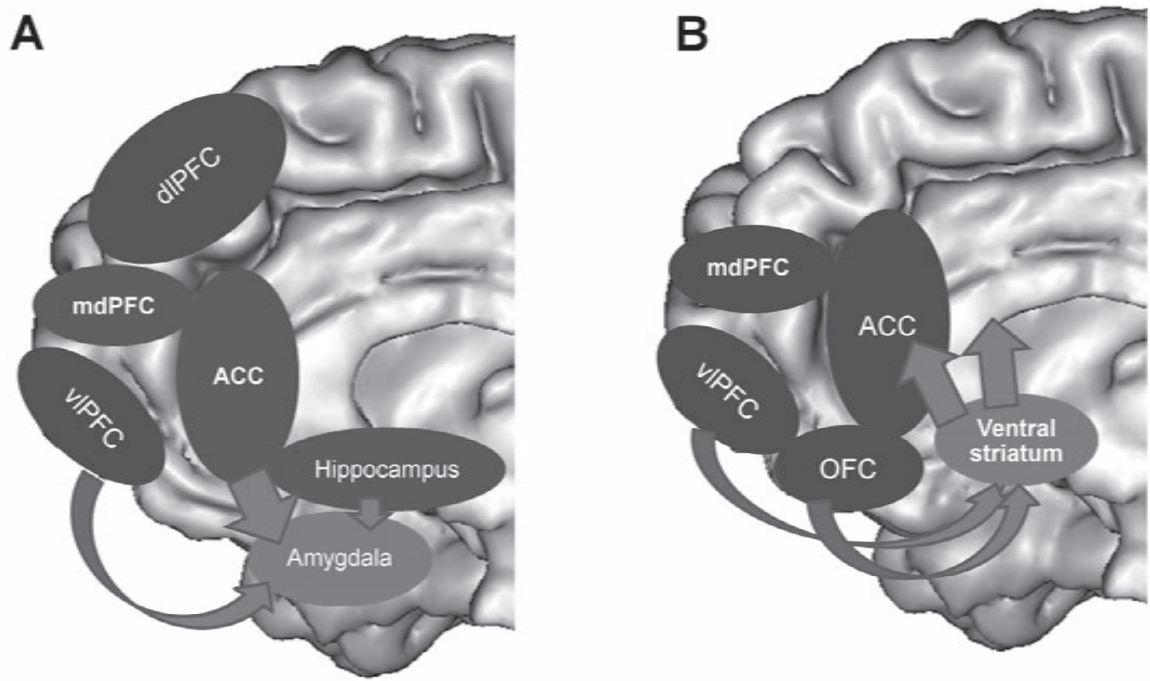 A
dlPFC
mdPFC
vlPFC
ACC
Hippocampus
Amygdala
B
mdPFC
ACC
vlPFC
OFC
Ventral
striatum